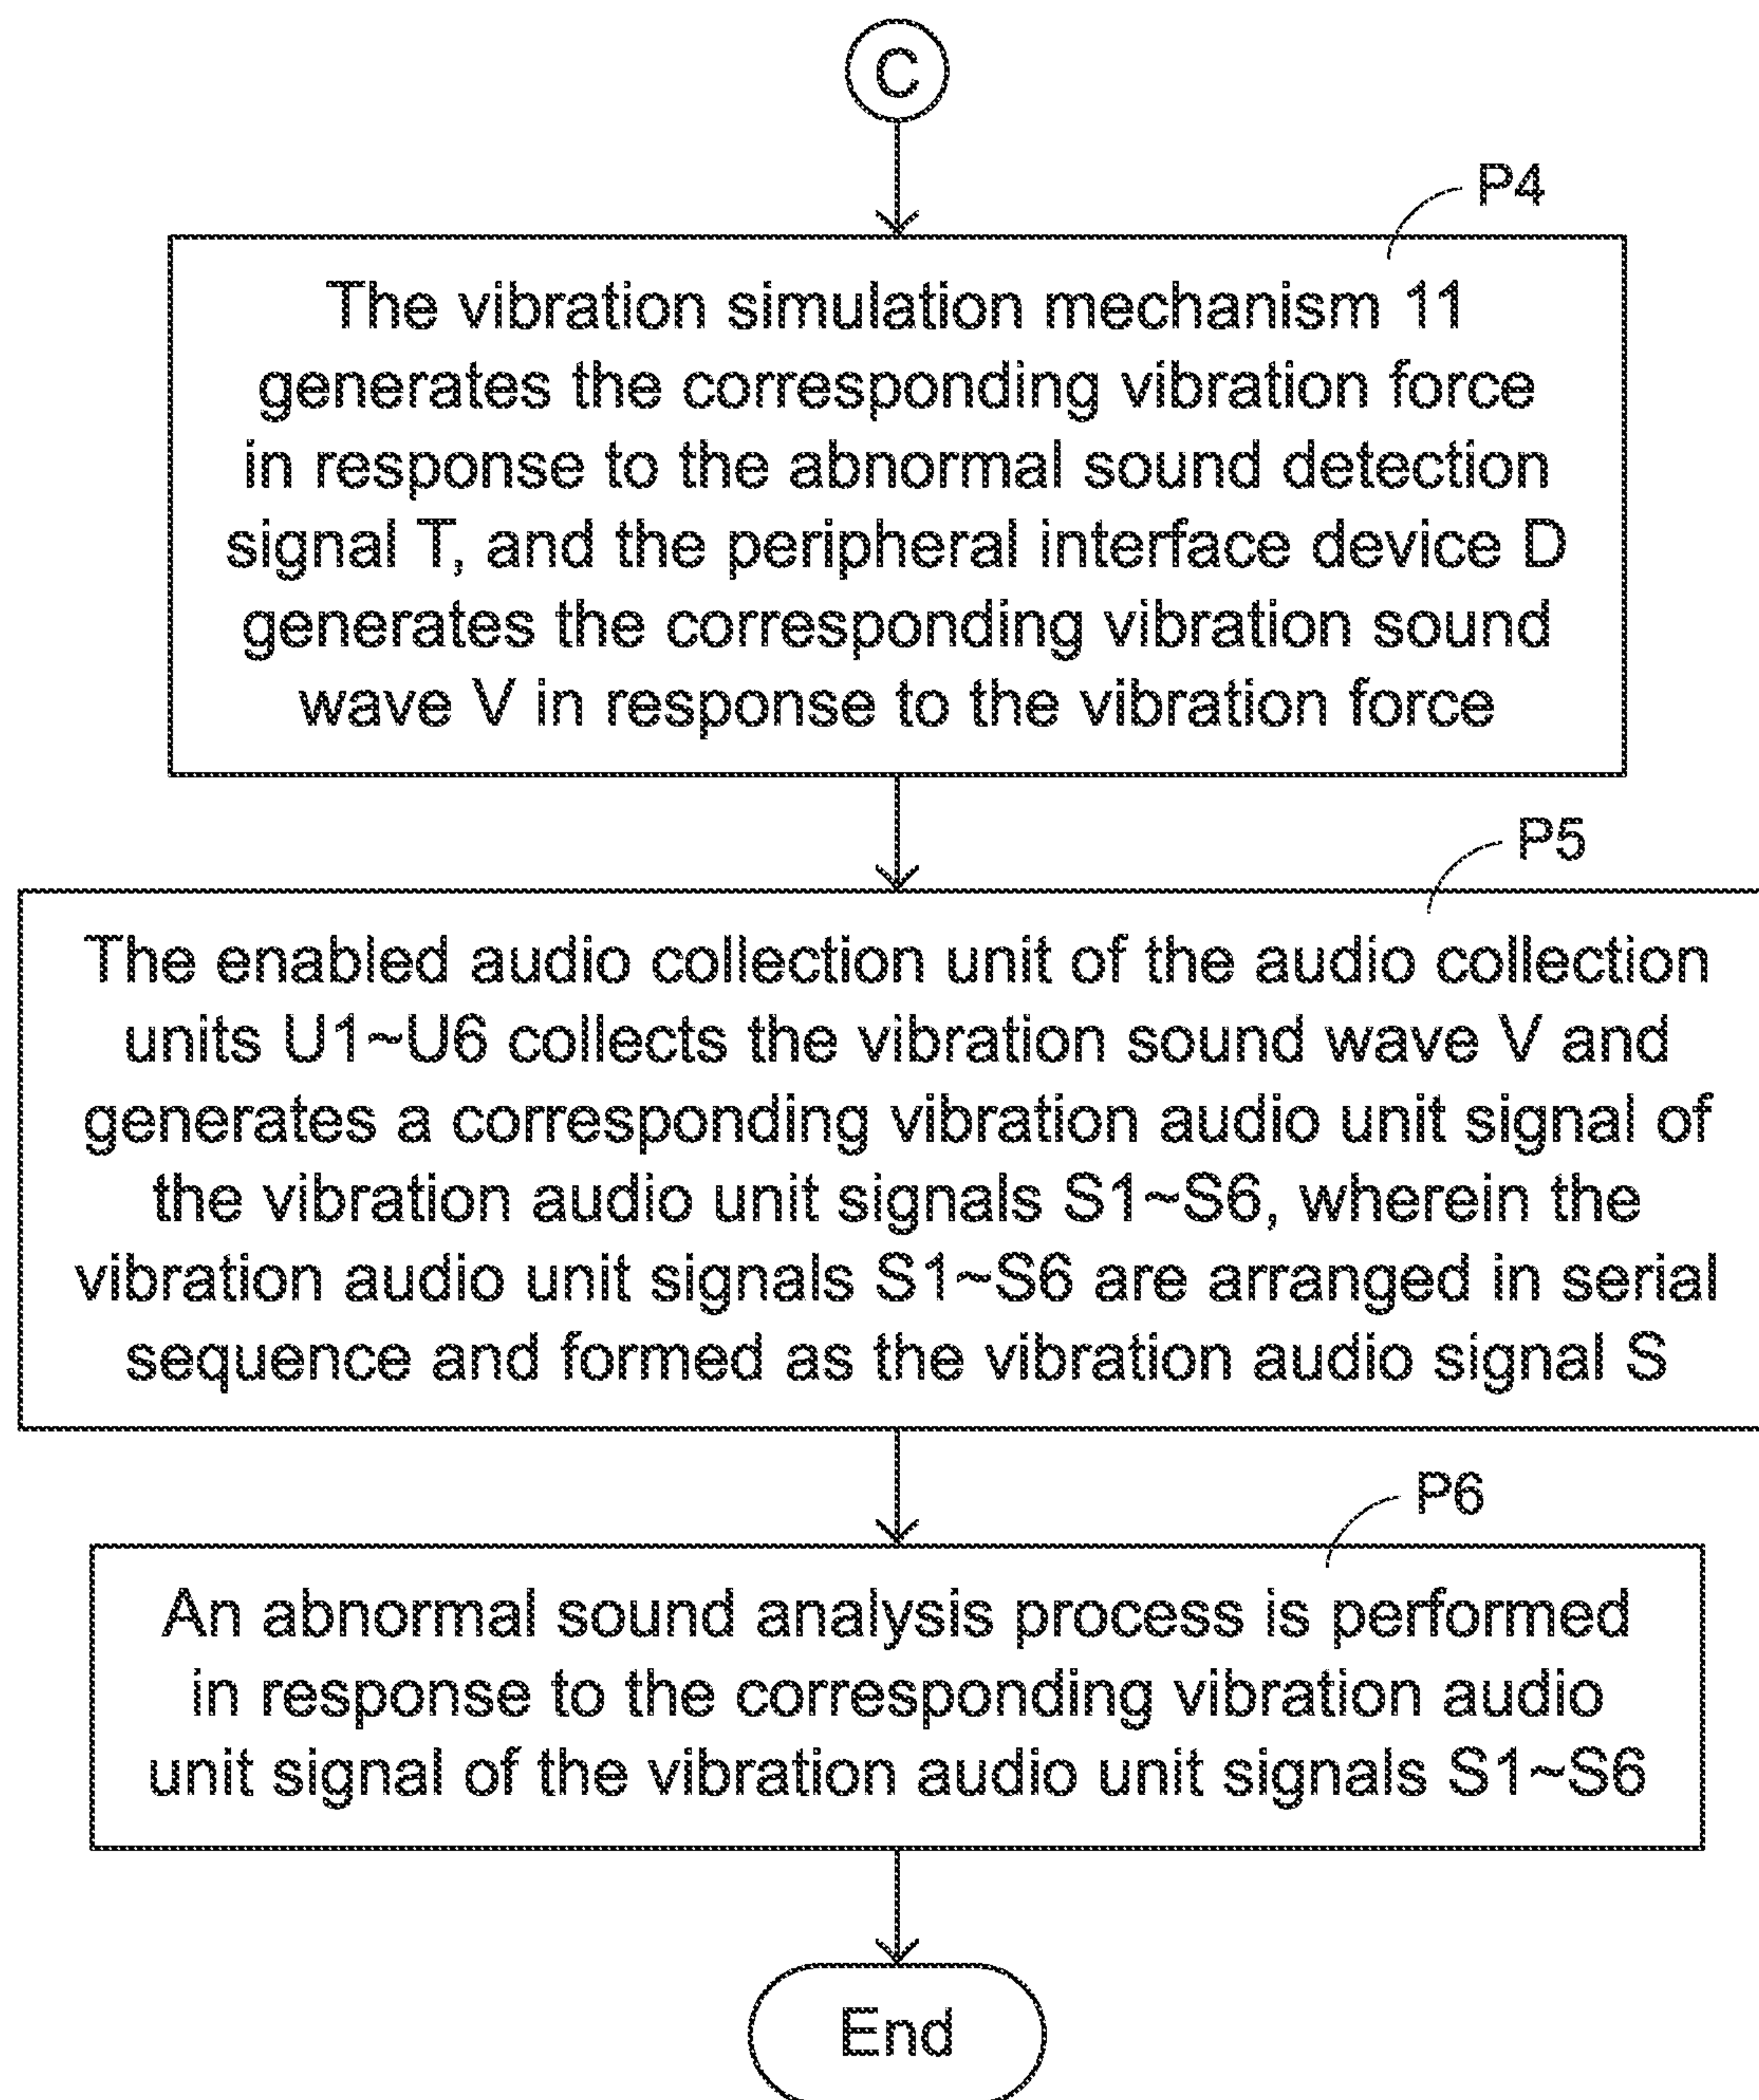 C
P4
The vibration simulation mechanism 11
generates the corresponding vibration force
in response to the abnormal sound detection
signal T, and the peripheral interface device D
generates the corresponding vibration sound
wave V in response to the vibration force
P5
The enabled audio collection unit of the audio collection
units U1~U6 collects the vibration sound wave V and
generates a corresponding vibration audio unit signal of
the vibration audio unit signals S1~S6, wherein the
vibration audio unit signals S1~S6 are arranged in serial
sequence and formed as the vibration audio signal S
P6
An abnormal sound analysis process is performed
in response to the corresponding vibration audio
unit signal of the vibration audio unit signals S1~S6
End